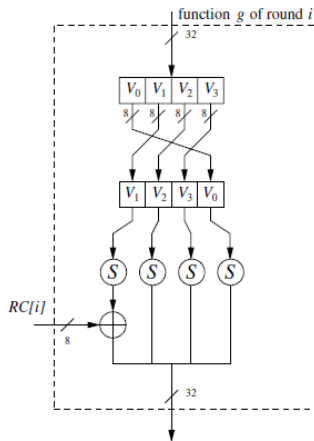 function g of round i
32
V0 V1 V2 V3
8 8 8 8
V1 V2 V3 V0
S S S S
RC[i]
8
32